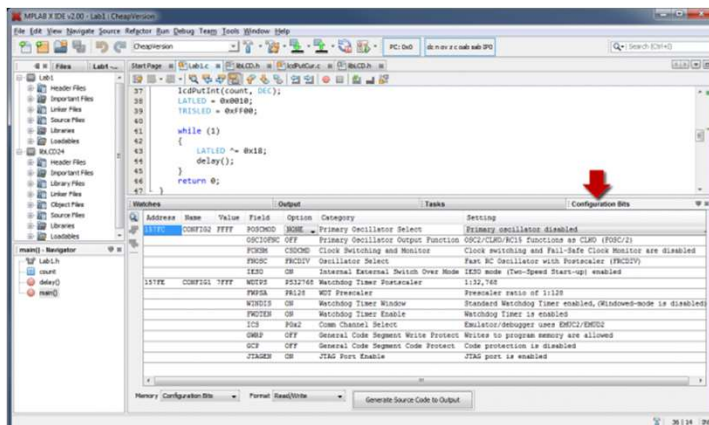 MPLAB X IDE v2.00 - Lab1 : CheapVersion
File Edit View Navigate Source Refactor Run Debug Team Tools Window Help
CheapVersion PC: 0x0 dc n ov z c oab sab IP0 Search (Ctrl+I)
Files Lab1 -... Start Page Lab1.c libLCD.h lcdPutCur.c libLCD.h
Lab1
Header Files
Important Files
Linker Files
Source Files
Libraries
Loadables
libLCD24
Header Files
Important Files
Library Files
Linker Files
Object Files
Source Files
Libraries
Loadables
37 lcdPutInt(count, DEC);
38 LATLED = 0x0010;
39 TRISLED = 0xFF00;
40
41 while (1)
42 {
43 LATLED ^= 0x18;
44 delay();
45 }
46 return 0;
47 }
main() - Navigator
Lab1.h
count
delay()
main()
Watches Output Tasks Configuration Bits
Address Name Value Field Option Category Setting
157FC CONFIG2 FFFF POSCMOD NONE Primary Oscillator Select Primary oscillator disabled
OSCIOFNC OFF Primary Oscillator Output Function OSC2/CLKO/RC15 functions as CLKO (FOSC/2)
FCKSM CSDCMD Clock Switching and Monitor Clock switching and Fail-Safe Clock Monitor are disabled
FNOSC FRCDIV Oscillator Select Fast RC Oscillator with Postscaler (FRCDIV)
IESO ON Internal External Switch Over Mode IESO mode (Two-Speed Start-up) enabled
157FE CONFIG1 7FFF WDTPS PS32768 Watchdog Timer Postscaler 1:32,768
FWPSA PR128 WDT Prescaler Prescaler ratio of 1:128
WINDIS ON Watchdog Timer Window Standard Watchdog Timer enabled,(Windowed-mode is disabled)
FWDTEN ON Watchdog Timer Enable Watchdog Timer is enabled
ICS PGx2 Comm Channel Select Emulator/debugger uses EMUC2/EMUD2
GWRP OFF General Code Segment Write Protect Writes to program memory are allowed
GCP OFF General Code Segment Code Protect Code protection is disabled
JTAGEN ON JTAG Port Enable JTAG port is enabled
Memory Configuration Bits Format Read/Write Generate Source Code to Output
36 | 14 INS